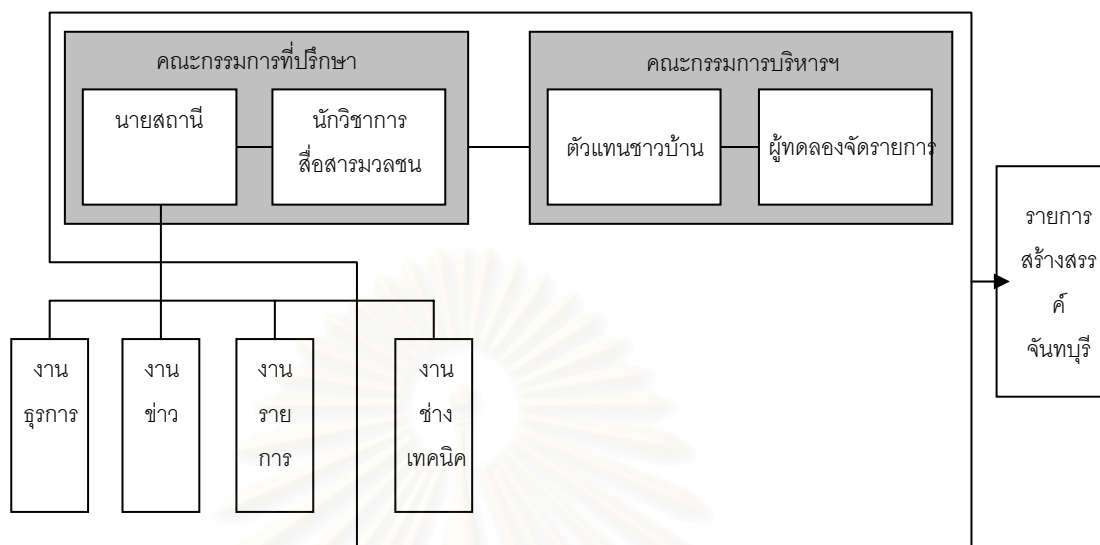 คณะกรรมการที่ปรึกษา
นายสถานี
นักวิชาการ
สื่อสารมวลชน
คณะกรรมการบริหารฯ
ตัวแทนชาวบ้าน
ผู้ทดลองจัดรายการ
รายการ
สร้างสรร
ค์
จันทบุรี
งาน
ธุรการ
งาน
ข่าว
งาน
ราย
การ
งาน
ช่าง
เทคนิค